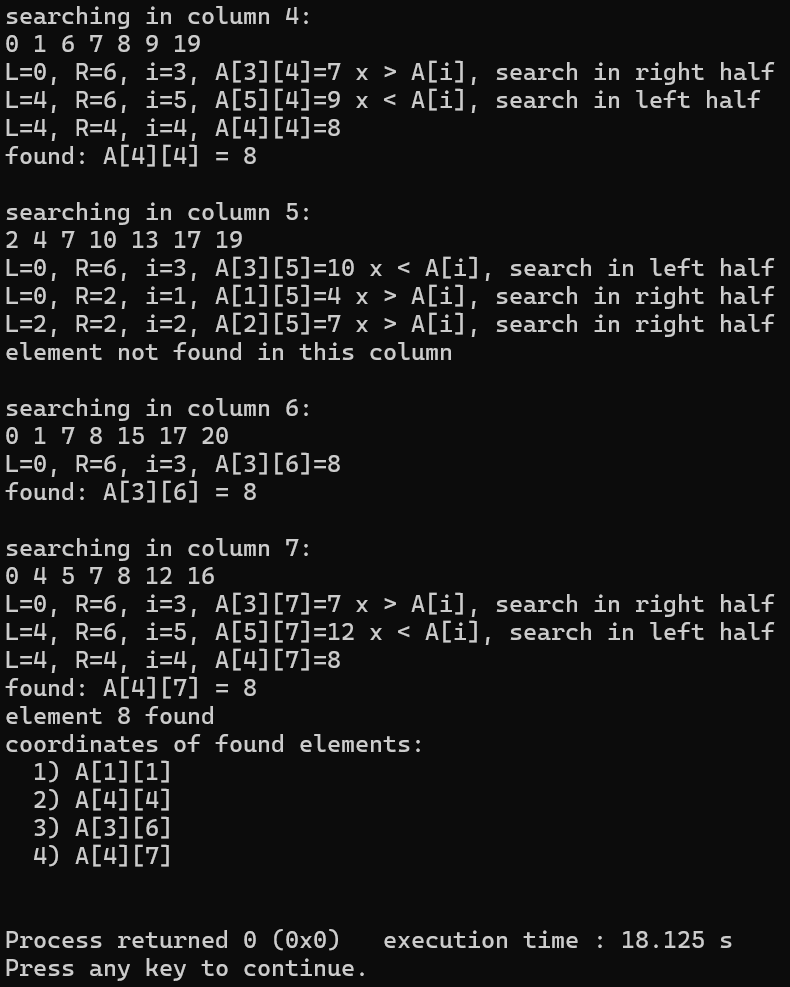 searching in column 4:
0 1 6 7 8 9 19
L=0, R=6, i=3, A[3][4]=7 x > A[i], search in right half
L=4, R=6, i=5, A[5][4]=9 x < A[i], search in left half
L=4, R=4, i=4, A[4][4]=8
found: A[4][4] = 8

searching in column 5:
2 4 7 10 13 17 19
L=0, R=6, i=3, A[3][5]=10 x < A[i], search in left half
L=0, R=2, i=1, A[1][5]=4 x > A[i], search in right half
L=2, R=2, i=2, A[2][5]=7 x > A[i], search in right half
element not found in this column

searching in column 6:
0 1 7 8 15 17 20
L=0, R=6, i=3, A[3][6]=8
found: A[3][6] = 8

searching in column 7:
0 4 5 7 8 12 16
L=0, R=6, i=3, A[3][7]=7 x > A[i], search in right half
L=4, R=6, i=5, A[5][7]=12 x < A[i], search in left half
L=4, R=4, i=4, A[4][7]=8
found: A[4][7] = 8
element 8 found
coordinates of found elements:
  1) A[1][1]
  2) A[4][4]
  3) A[3][6]
  4) A[4][7]

Process returned 0 (0x0)   execution time : 18.125 s
Press any key to continue.